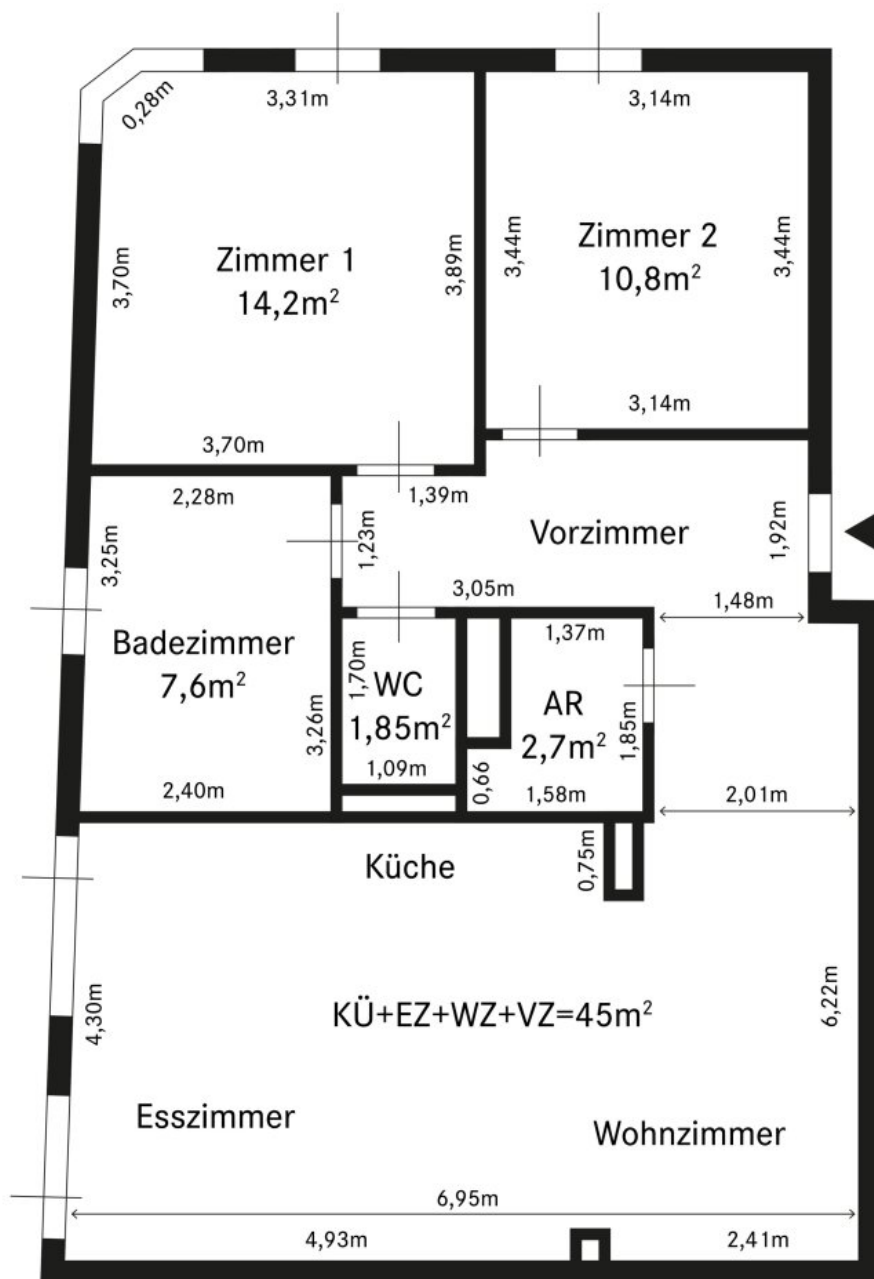 0,28m
3,31m
3,14m
3,70m
Zimmer 1
14,2m²
3,89m
3,44m
Zimmer 2
10,8m²
3,44m
3,14m
3,70m
2,28m
1,39m
3,25m
1,23m
Vorzimmer
1,92m
3,05m
1,48m
Badezimmer
7,6m²
3,26m
1,70m
WC
1,85m²
1,37m
AR
2,7m²
1,85m
2,40m
1,09m
0,66
1,58m
2,01m
Küche
0,75m
4,30m
KÜ+EZ+WZ+VZ=45m²
6,22m
Esszimmer
Wohnzimmer
6,95m
4,93m
2,41m